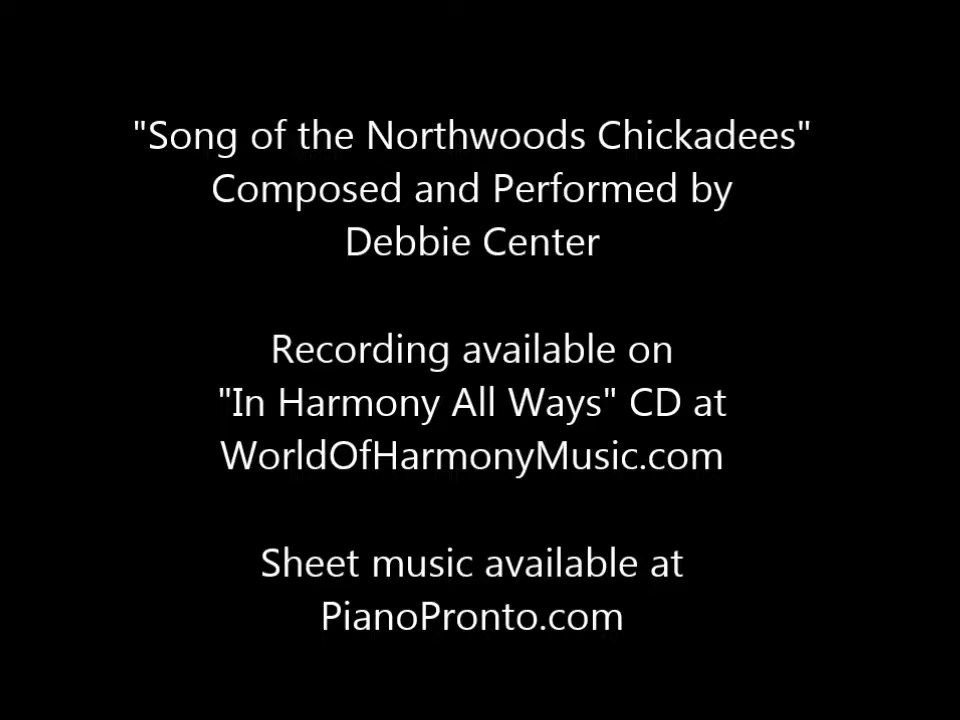 "Song of the Northwoods Chickadees"
Composed and Performed by
Debbie Center
Recording available on
"In Harmony All Ways" CD at
WorldOfHarmonyMusic.com
Sheet music available at
PianoPronto.com